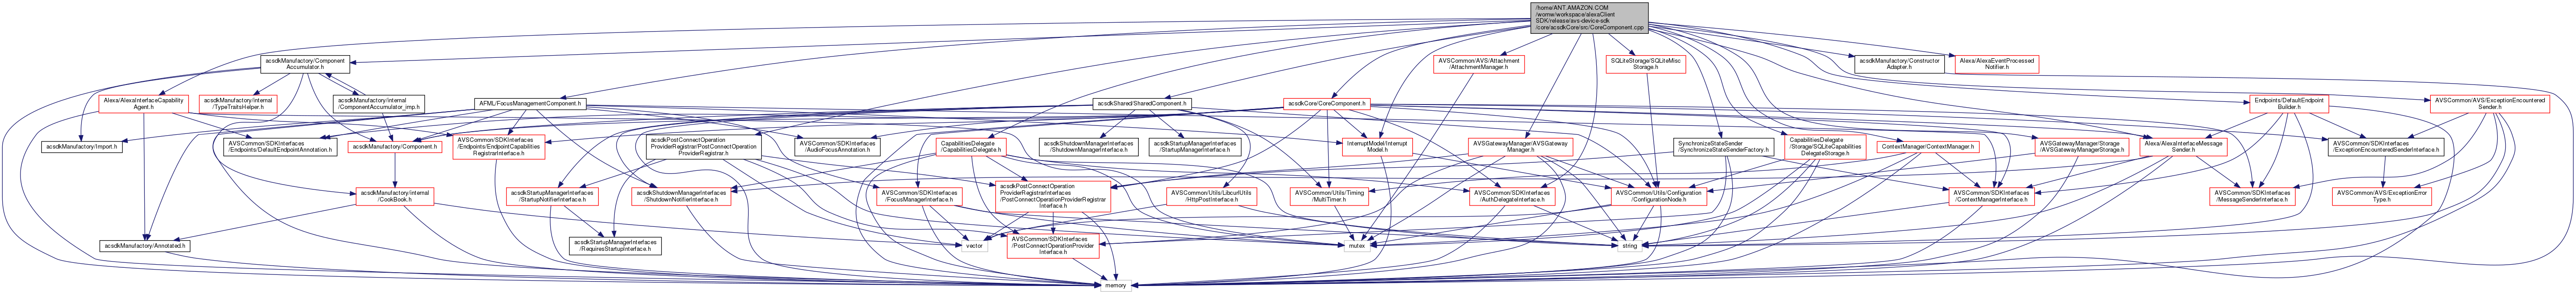 /home/ANT.AMAZON.COM
/womw/workspace/alexaClient
SDK/release/avs-device-sdk
/core/acsdkCore/src/CoreComponent.cpp
acsdkManufactory/Component
Accumulator.h
AVSCommon/AVS/Attachment
/AttachmentManager.h
SQLiteStorage/SQLiteMisc
Storage.h
acsdkManufactory/Constructor
Adapter.h
Alexa/AlexaEventProcessed
Notifier.h
Alexa/AlexaInterfaceCapability
Agent.h
acsdkManufactory/internal
/TypeTraitsHelper.h
acsdkManufactory/internal
/ComponentAccumulator_imp.h
AFML/FocusManagementComponent.h
acsdkShared/SharedComponent.h
acsdkCore/CoreComponent.h
Endpoints/DefaultEndpoint
Builder.h
AVSCommon/AVS/ExceptionEncountered
Sender.h
acsdkManufactory/Import.h
AVSCommon/SDKInterfaces
/Endpoints/DefaultEndpointAnnotation.h
acsdkManufactory/Component.h
AVSCommon/SDKInterfaces
/Endpoints/EndpointCapabilities
RegistrarInterface.h
acsdkPostConnectOperation
ProviderRegistrar/PostConnectOperation
ProviderRegistrar.h
AVSCommon/SDKInterfaces
/AudioFocusAnnotation.h
CapabilitiesDelegate
/CapabilitiesDelegate.h
acsdkShutdownManagerInterfaces
/ShutdownManagerInterface.h
acsdkStartupManagerInterfaces
/StartupManagerInterface.h
InterruptModel/Interrupt
Model.h
AVSGatewayManager/AVSGateway
Manager.h
SynchronizeStateSender
/SynchronizeStateSenderFactory.h
CapabilitiesDelegate
/Storage/SQLiteCapabilities
DelegateStorage.h
ContextManager/ContextManager.h
AVSGatewayManager/Storage
/AVSGatewayManagerStorage.h
Alexa/AlexaInterfaceMessage
Sender.h
AVSCommon/SDKInterfaces
/ExceptionEncounteredSenderInterface.h
acsdkManufactory/internal
/CookBook.h
acsdkStartupManagerInterfaces
/StartupNotifierInterface.h
acsdkShutdownManagerInterfaces
/ShutdownNotifierInterface.h
AVSCommon/SDKInterfaces
/FocusManagerInterface.h
acsdkPostConnectOperation
ProviderRegistrarInterfaces
/PostConnectOperationProviderRegistrar
Interface.h
AVSCommon/Utils/LibcurlUtils
/HttpPostInterface.h
AVSCommon/Utils/Timing
/MultiTimer.h
AVSCommon/SDKInterfaces
/AuthDelegateInterface.h
AVSCommon/Utils/Configuration
/ConfigurationNode.h
AVSCommon/SDKInterfaces
/ContextManagerInterface.h
AVSCommon/SDKInterfaces
/MessageSenderInterface.h
AVSCommon/AVS/ExceptionError
Type.h
acsdkManufactory/Annotated.h
acsdkStartupManagerInterfaces
/RequiresStartupInterface.h
vector
AVSCommon/SDKInterfaces
/PostConnectOperationProvider
Interface.h
mutex
string
memory